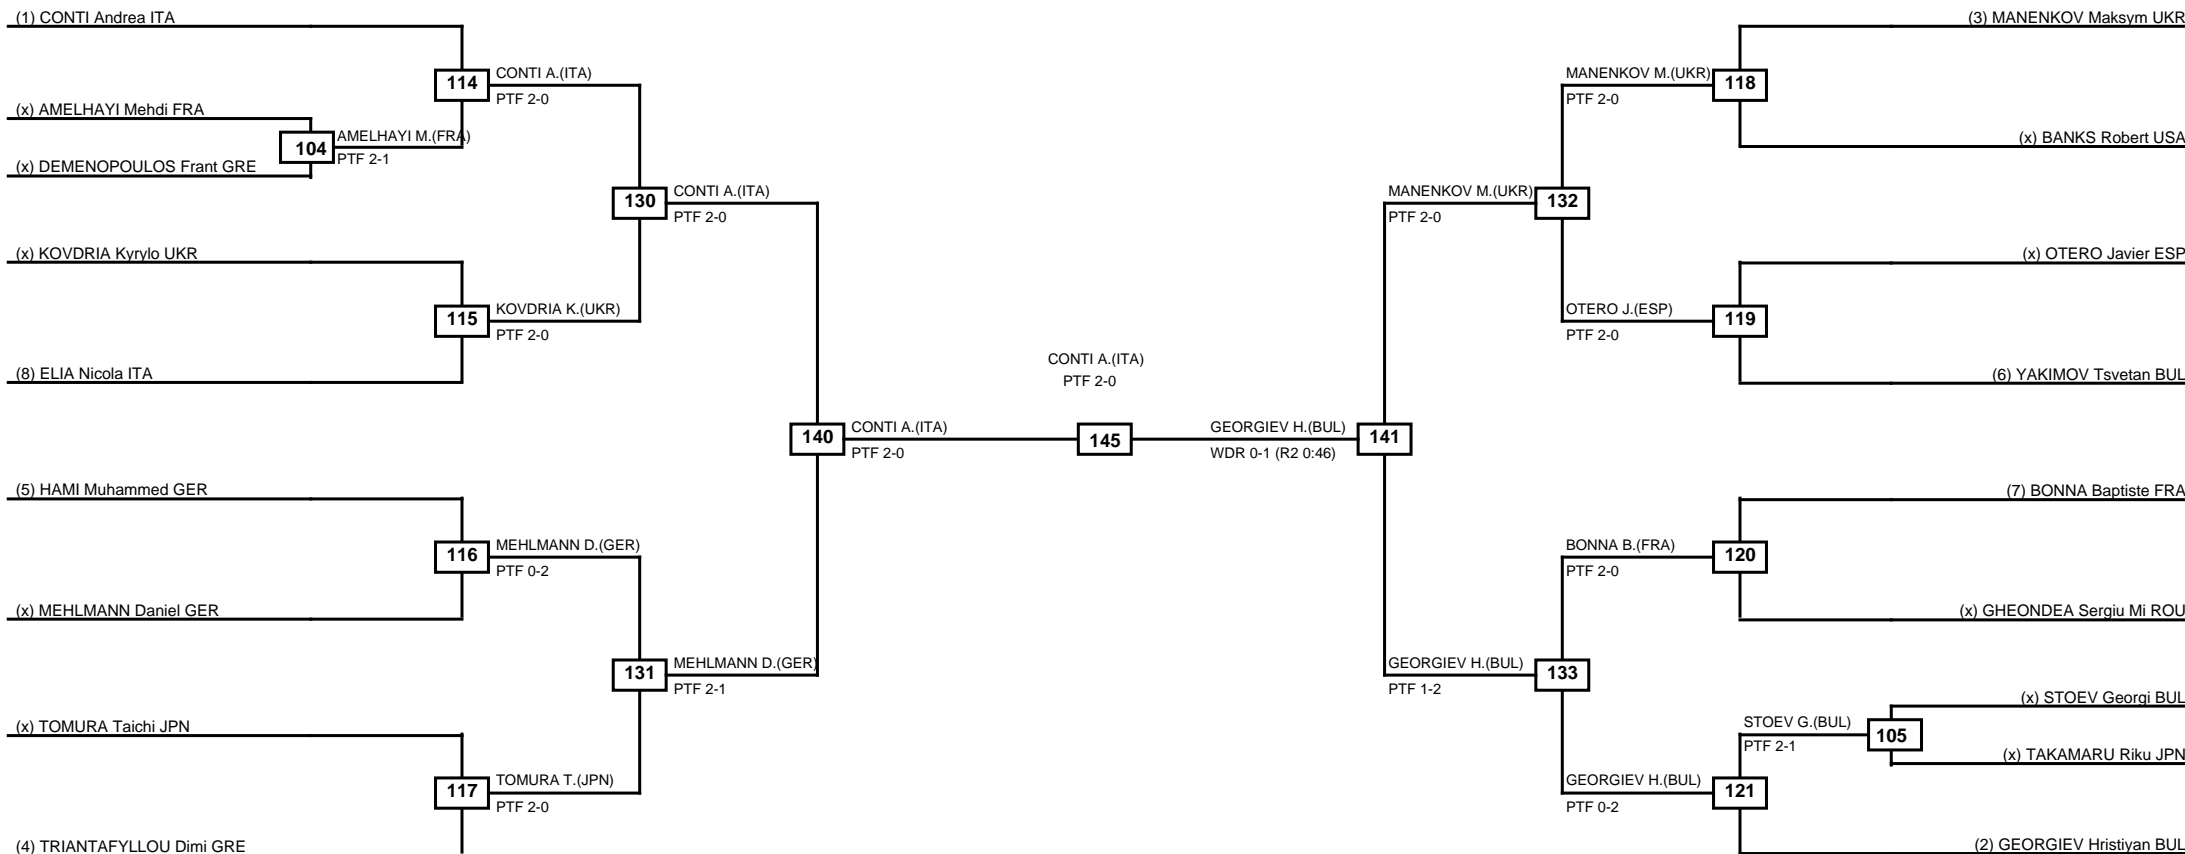 (1) CONTI Andrea ITA
(x) AMELHAYI Mehdi FRA
(x) DEMENOPOULOS Frant GRE
(x) KOVDRIA Kyrylo UKR
(8) ELIA Nicola ITA
(5) HAMI Muhammed GER
(x) MEHLMANN Daniel GER
(x) TOMURA Taichi JPN
(4) TRIANTAFYLLOU Dimi GRE
104
AMELHAYI M.(FRA)
PTF 2-1
114
CONTI A.(ITA)
PTF 2-0
115
KOVDRIA K.(UKR)
PTF 2-0
116
MEHLMANN D.(GER)
PTF 0-2
117
TOMURA T.(JPN)
PTF 2-0
130
CONTI A.(ITA)
PTF 2-0
131
MEHLMANN D.(GER)
PTF 2-1
140
CONTI A.(ITA)
PTF 2-0
CONTI A.(ITA)
PTF 2-0
145
GEORGIEV H.(BUL)
WDR 0-1 (R2 0:46)
141
MANENKOV M.(UKR)
PTF 2-0
132
GEORGIEV H.(BUL)
PTF 1-2
133
MANENKOV M.(UKR)
PTF 2-0
118
OTERO J.(ESP)
PTF 2-0
119
BONNA B.(FRA)
PTF 2-0
120
GEORGIEV H.(BUL)
PTF 0-2
121
STOEV G.(BUL)
PTF 2-1
105
(3) MANENKOV Maksym UKR
(x) BANKS Robert USA
(x) OTERO Javier ESP
(6) YAKIMOV Tsvetan BUL
(7) BONNA Baptiste FRA
(x) GHEONDEA Sergiu Mi ROU
(x) STOEV Georgi BUL
(x) TAKAMARU Riku JPN
(2) GEORGIEV Hristiyan BUL